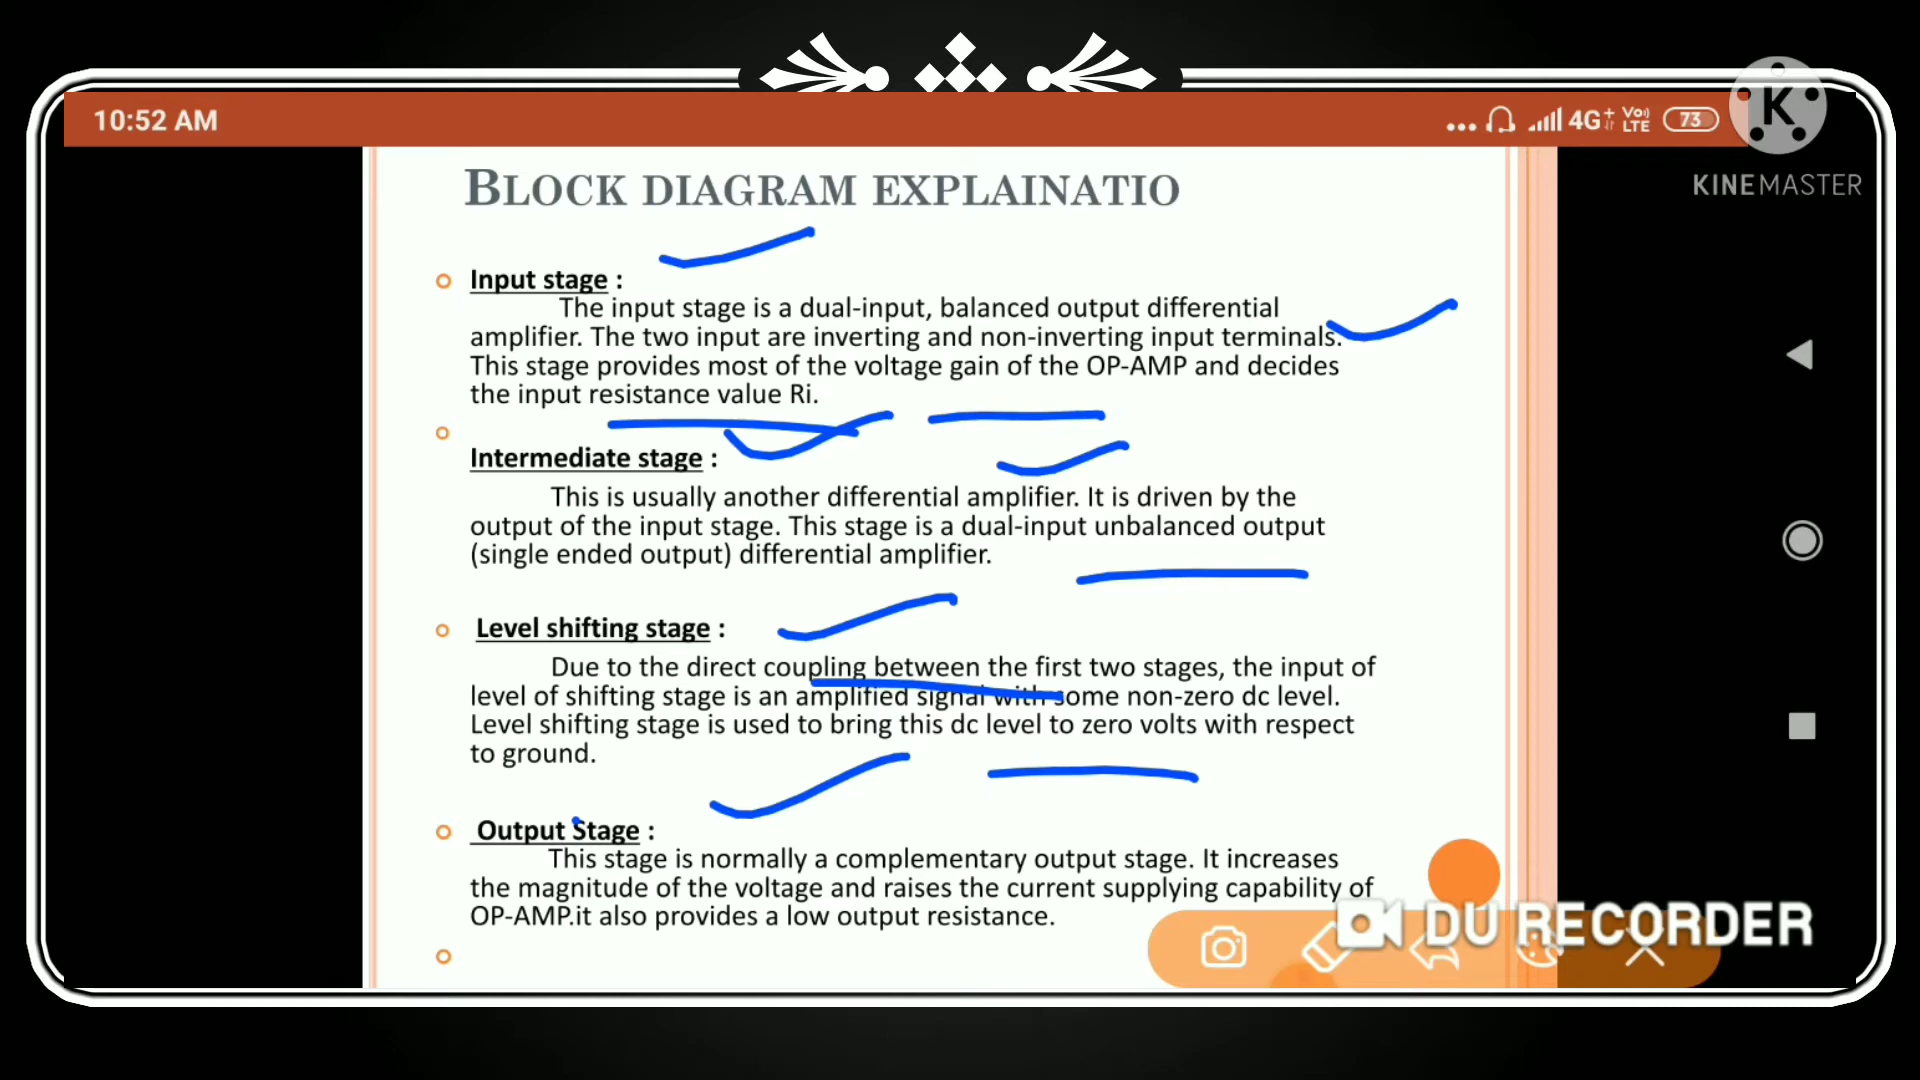 10:52 AM
4G+ Vo) LTE 73
K
KINEMASTER
BLOCK DIAGRAM EXPLAINATIO
Input stage :
The input stage is a dual-input, balanced output differential
amplifier. The two input are inverting and non-inverting input terminals.
This stage provides most of the voltage gain of the OP-AMP and decides
the input resistance value Ri.
Intermediate stage :
This is usually another differential amplifier. It is driven by the
output of the input stage. This stage is a dual-input unbalanced output
(single ended output) differential amplifier.
Level shifting stage :
Due to the direct coupling between the first two stages, the input of
level of shifting stage is an amplified signal with some non-zero dc level.
Level shifting stage is used to bring this dc level to zero volts with respect
to ground.
Output Stage :
This stage is normally a complementary output stage. It increases
the magnitude of the voltage and raises the current supplying capability of
OP-AMP.it also provides a low output resistance.
DU RECORDER